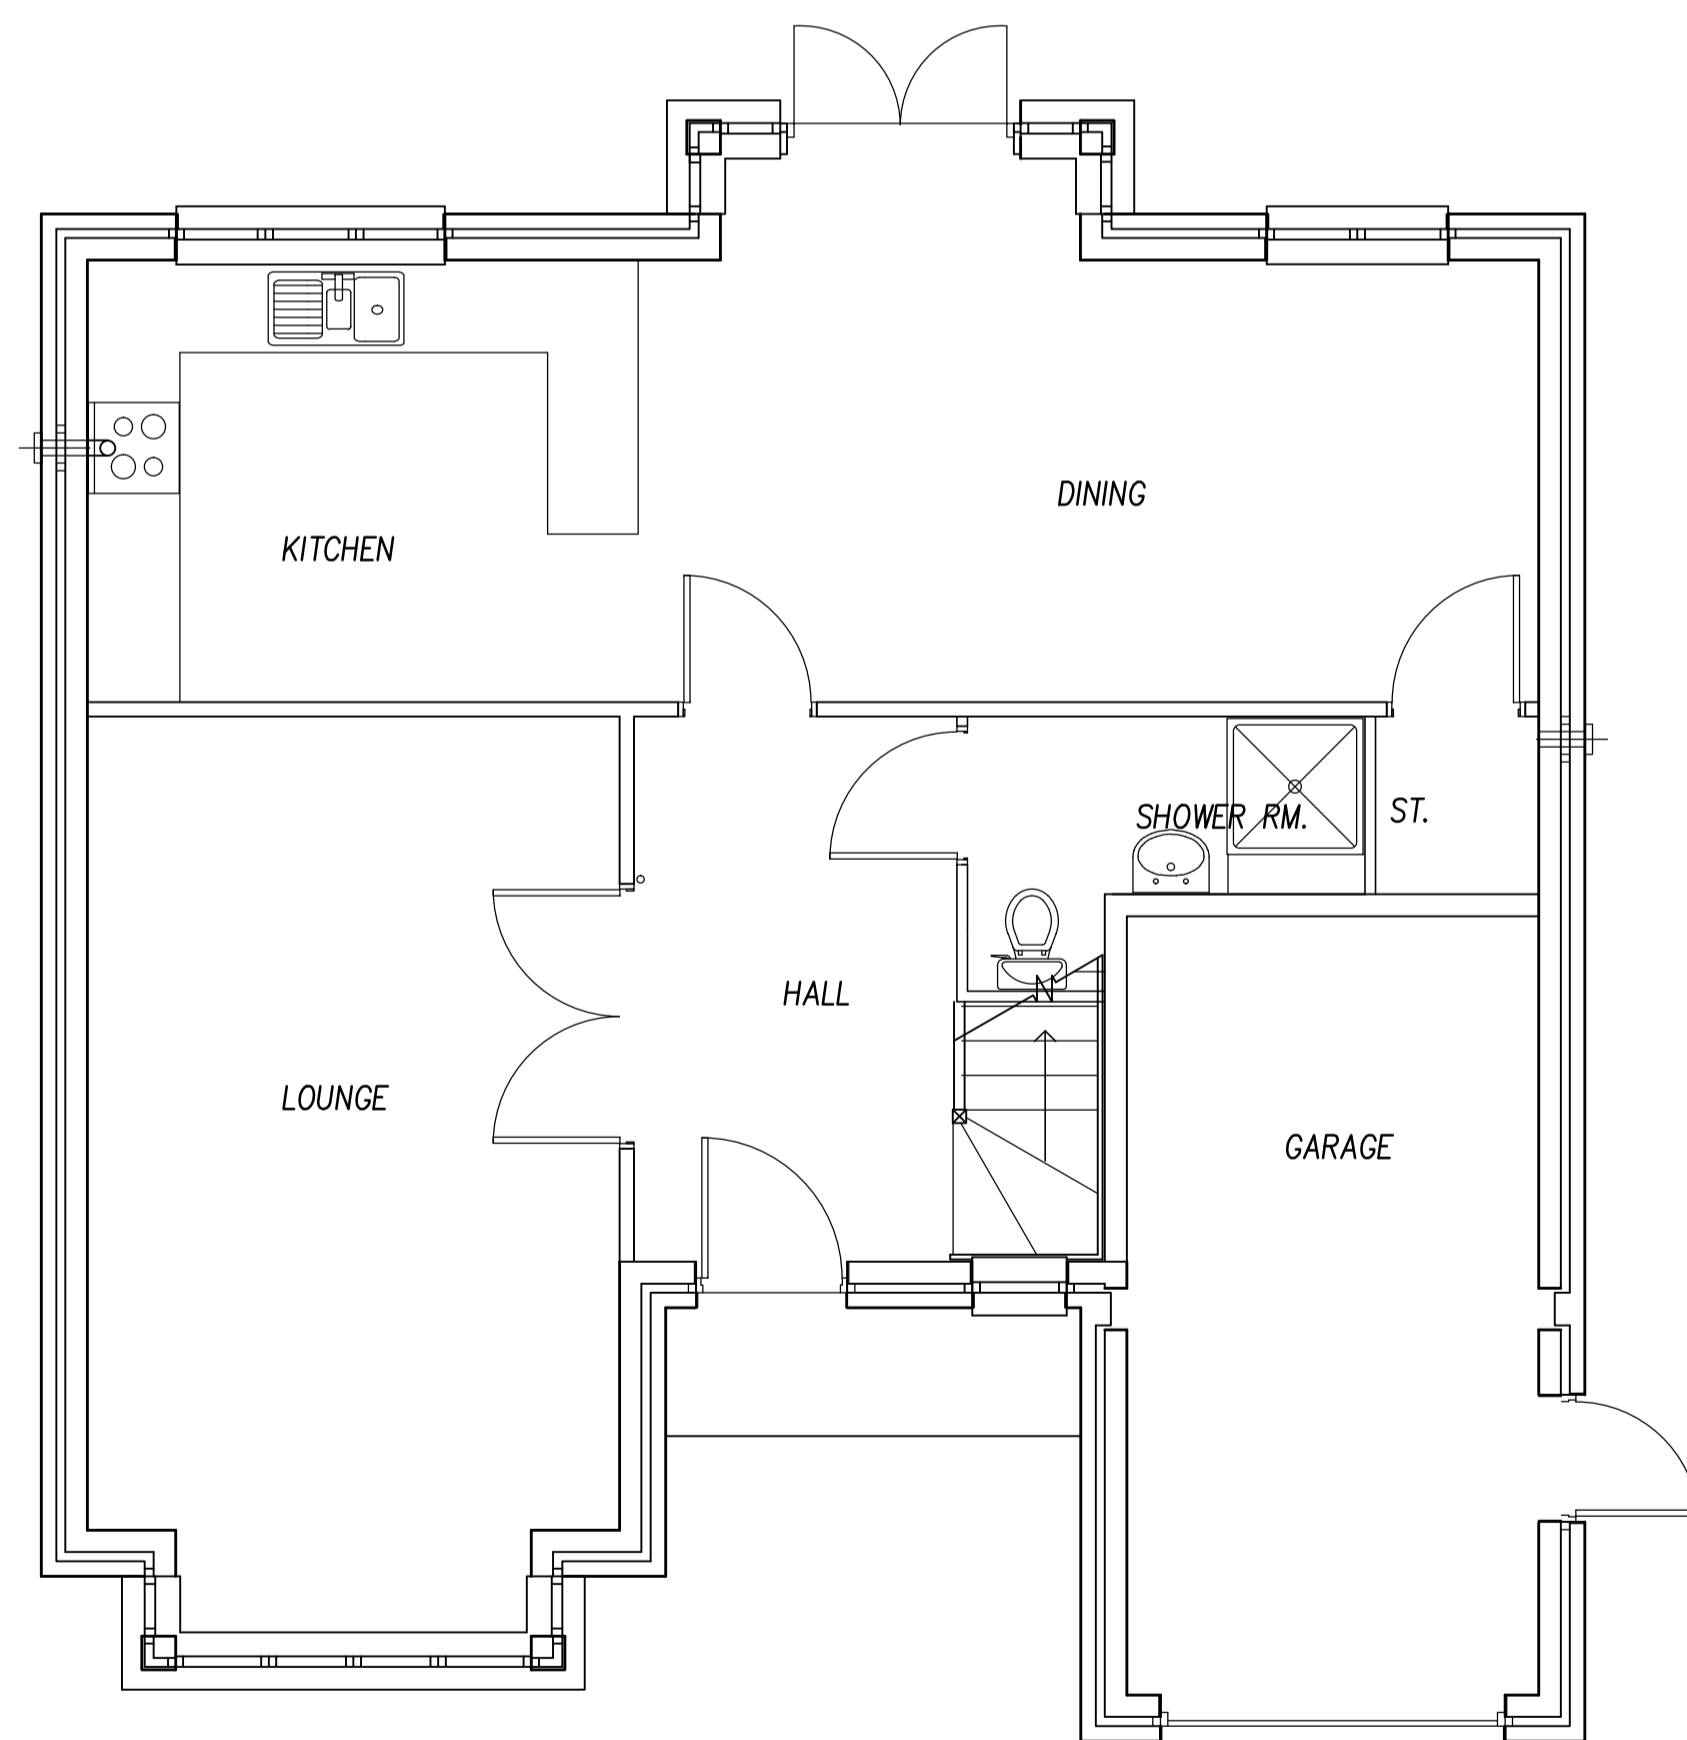 DINING
KITCHEN
SHOWER RM.
ST.
HALL
LOUNGE
GARAGE